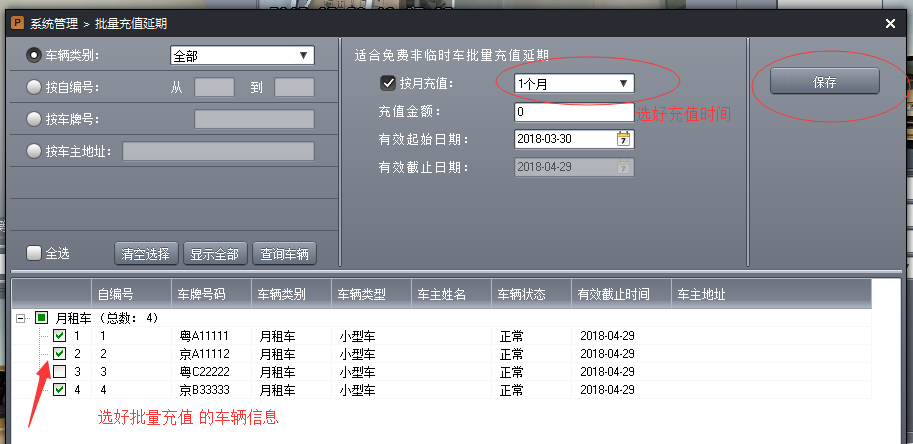 P 系统管理 > 批量充值延期
车辆类别: 全部
按自编号: 从 到
按车牌号:
按车主地址:
全选 清空选择 显示全部 查询车辆
适合免费非临时车批量充值延期
按月充值: 1个月
充值金额: 0
选好充值时间
有效起始日期: 2018-03-30
有效截止日期: 2018-04-29
保存
自编号 车牌号码 车辆类别 车辆类型 车主姓名 车辆状态 有效截止时间 车主地址
月租车 (总数: 4)
1 1 粤A11111 月租车 小型车 正常 2018-04-29
2 2 京A11112 月租车 小型车 正常 2018-04-29
3 3 粤C22222 月租车 小型车 正常 2018-04-29
4 4 京B33333 月租车 小型车 正常 2018-04-29
选好批量充值 的车辆信息